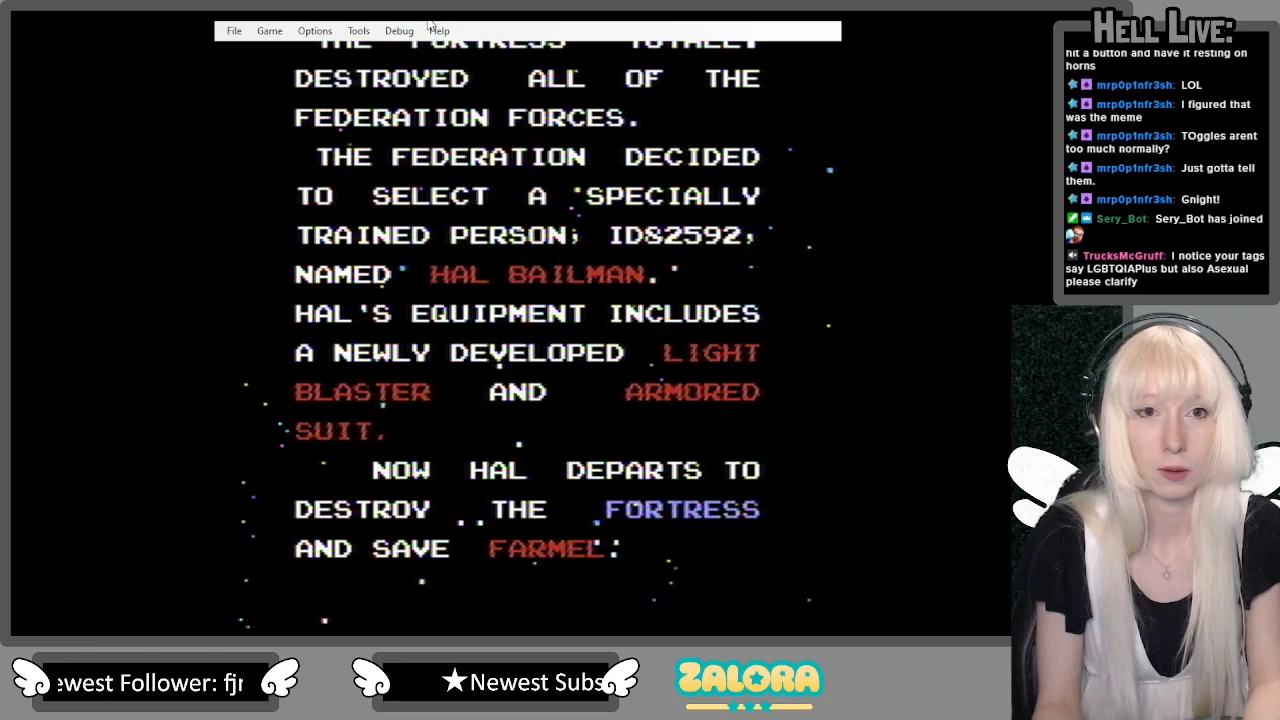 File Game Options Tools Debug Help
THE FORTRESS TOTALLY
DESTROYED ALL OF THE
FEDERATION FORCES.
THE FEDERATION DECIDED
TO SELECT A SPECIALLY
TRAINED PERSON, ID&2592,
NAMED HAL BAILMAN.
HAL'S EQUIPMENT INCLUDES
A NEWLY DEVELOPED LIGHT
BLASTER AND ARMORED
SUIT.
NOW HAL DEPARTS TO
DESTROY THE FORTRESS
AND SAVE FARMEL.
HELL LIVE:
hit a button and have it resting on
horns
mrp0p1nfr3sh: LOL
mrp0p1nfr3sh: I figured that
was the meme
mrp0p1nfr3sh: TOggles arent
too much normally?
mrp0p1nfr3sh: Just gotta tell
them.
mrp0p1nfr3sh: Gnight!
Sery_Bot: Sery_Bot has joined
TrucksMcGruff: I notice your tags
say LGBTQIAPlus but also Asexual
please clarify
ewest Follower: fjr
★Newest Subs
ZALORA